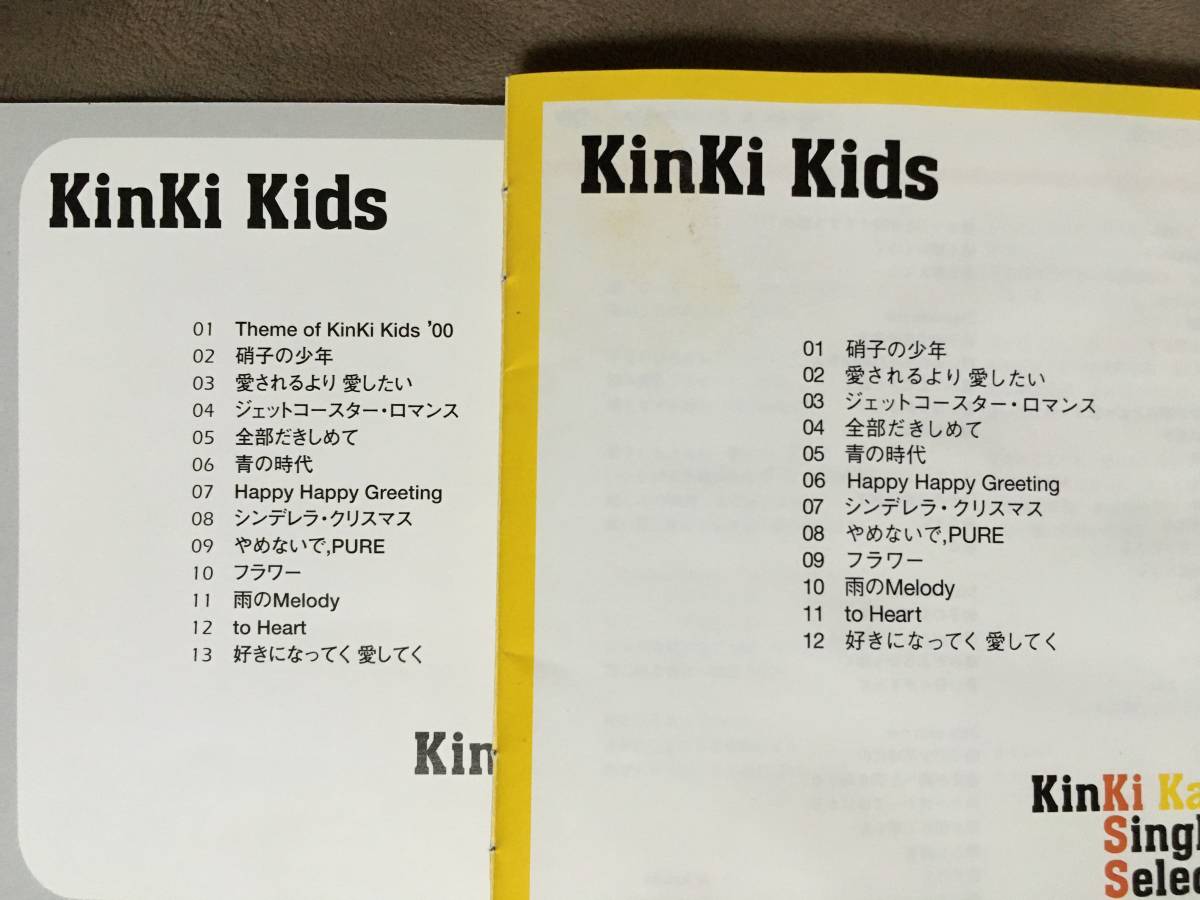 KinKi Kids
01 Theme of KinKi Kids ’00
02 硝子の少年
03 愛されるより 愛したい
04 ジェットコースター・ロマンス
05 全部だきしめて
06 青の時代
07 Happy Happy Greeting
08 シンデレラ・クリスマス
09 やめないで,PURE
10 フラワー
11 雨のMelody
12 to Heart
13 好きになってく 愛してく
Kin
KinKi Kids
01 硝子の少年
02 愛されるより 愛したい
03 ジェットコースター・ロマンス
04 全部だきしめて
05 青の時代
06 Happy Happy Greeting
07 シンデレラ・クリスマス
08 やめないで,PURE
09 フラワー
10 雨のMelody
11 to Heart
12 好きになってく 愛してく
KinKi Ka
Singl
Selec